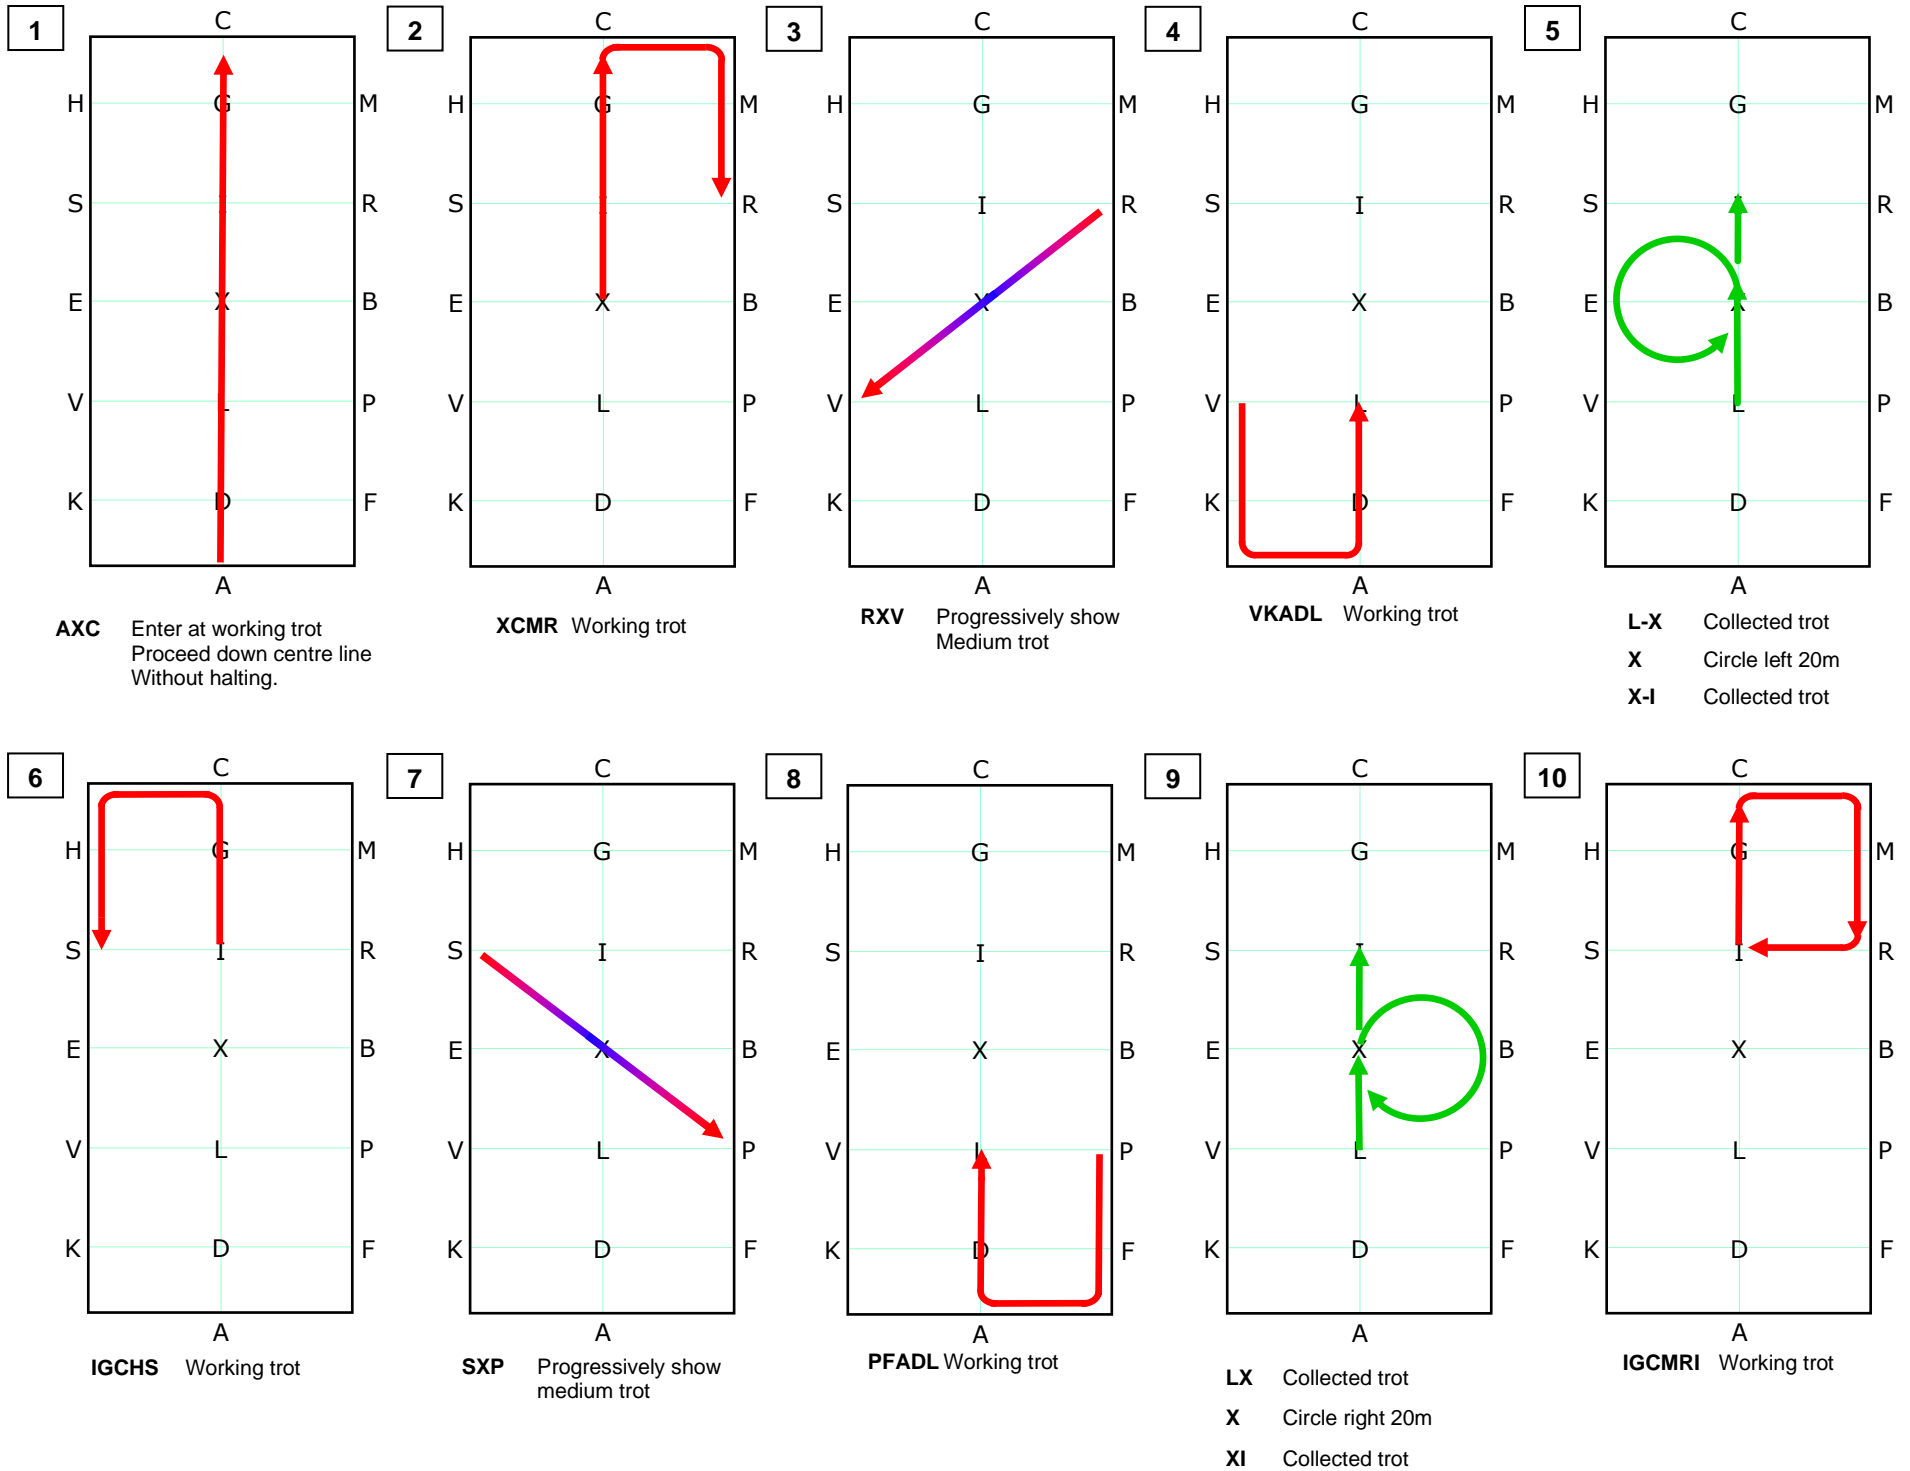 1
C
H G M
S R
E X B
V L P
K D F
A
AXC Enter at working trot
Proceed down centre line
Without halting.
2
C
H G M
S I R
E X B
V L P
K D F
A
XCMR Working trot
3
C
H G M
S I R
E X B
V L P
K D F
A
RXV Progressively show
Medium trot
4
C
H G M
S I R
E X B
V L P
K D F
A
VKADL Working trot
5
C
H G M
S R
E X B
V L P
K D F
A
L-X Collected trot
X Circle left 20m
X-I Collected trot
6
C
H G M
S I R
E X B
V L P
K D F
A
IGCHS Working trot
7
C
H G M
S I R
E X B
V L P
K D F
A
SXP Progressively show
medium trot
8
C
H G M
S I R
E X B
V L P
K D F
A
PFADL Working trot
9
C
H G M
S I R
E X B
V L P
K D F
A
LX Collected trot
X Circle right 20m
XI Collected trot
10
C
H G M
S I R
E X B
V L P
K D F
A
IGCMRI Working trot